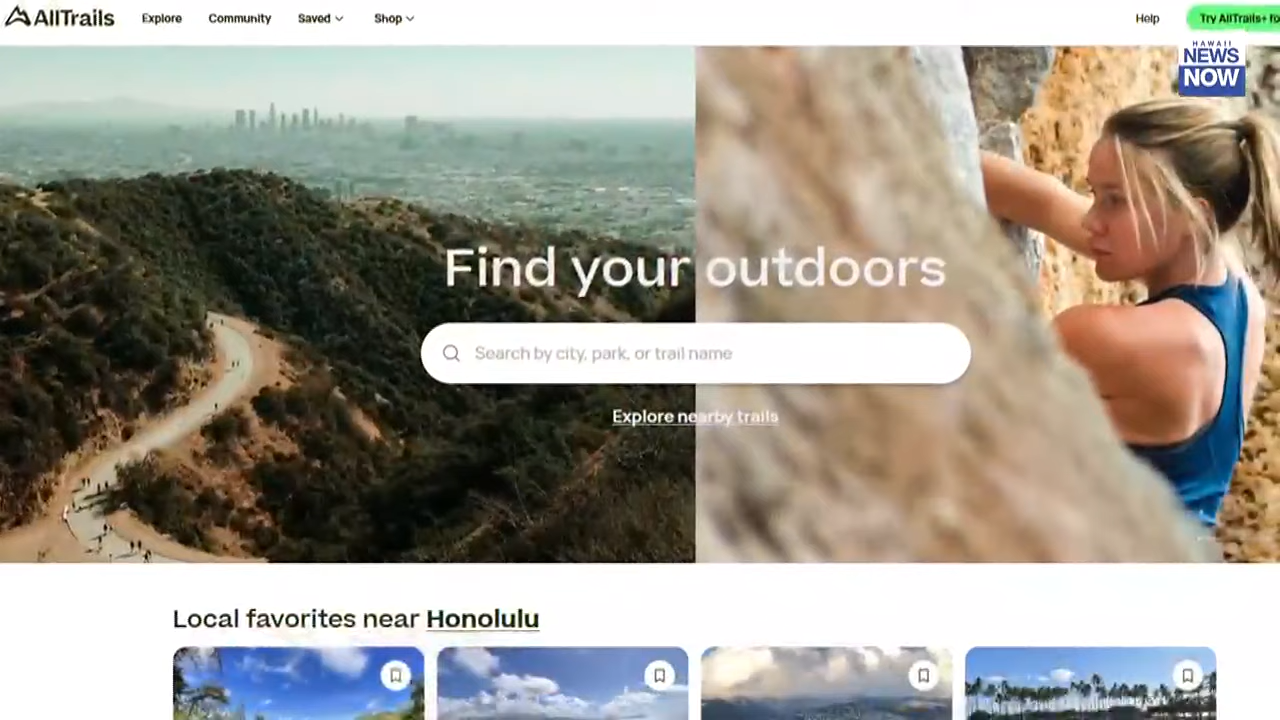 AllTrails Explore Community Saved Shop Help Try AllTrails+ fo
HAWAII
NEWS
NOW
Find your outdoors
Search by city, park, or trail name
Explore nearby trails
Local favorites near Honolulu